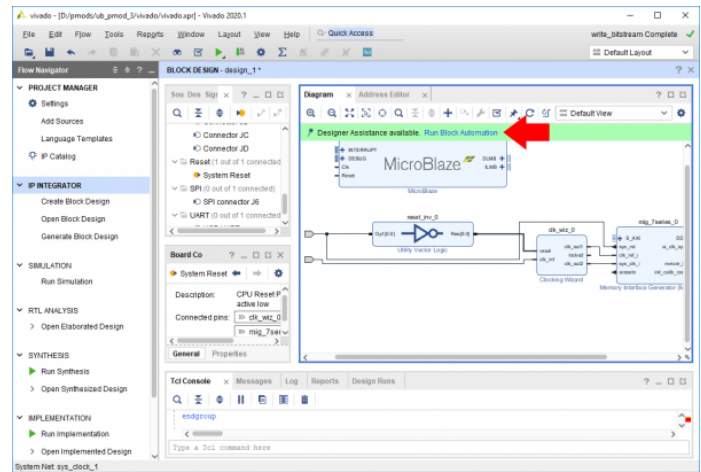 vivado - [D:/pmods/ub_pmod_3/vivado/vivado.xpr] - Vivado 2020.1
File Edit Flow Tools Reports Window Layout View Help Quick Access
write_bitstream Complete
Default Layout
Flow Navigator
PROJECT MANAGER
Settings
Add Sources
Language Templates
IP Catalog
IP INTEGRATOR
Create Block Design
Open Block Design
Generate Block Design
SIMULATION
Run Simulation
RTL ANALYSIS
Open Elaborated Design
SYNTHESIS
Run Synthesis
Open Synthesized Design
IMPLEMENTATION
Run Implementation
Open Implemented Design
System Net sys_clock_1
BLOCK DESIGN - design_1 *
Sou Des Sigr
Connector JC
Connector JD
Reset (1 out of 1 connected
System Reset
SPI (0 out of 1 connected)
SPI connector J6
UART (0 out of 1 connected
Board Co
System Reset
Description: CPU Reset P
active low
Connected pins: clk_wiz_0
mig_7ser
General Properties
Diagram Address Editor
Default View
Designer Assistance available. Run Block Automation
INTERRUPT
DEBUG
Clk
Reset
MicroBlaze
DLMB
ILMB
MicroBlaze
reset_inv_0
Op1[0:0] Res[0:0]
Utility Vector Logic
clk_wiz_0
reset
clk_out1
locked
clk_out2
Clocking Wizard
mig_7series_0
S_AXI
sys_rst
clk_ref_i
sys_clk_i
aresetn
Memory Interface Generator (M
Tcl Console Messages Log Reports Design Runs
endgroup
Type a Tcl command here